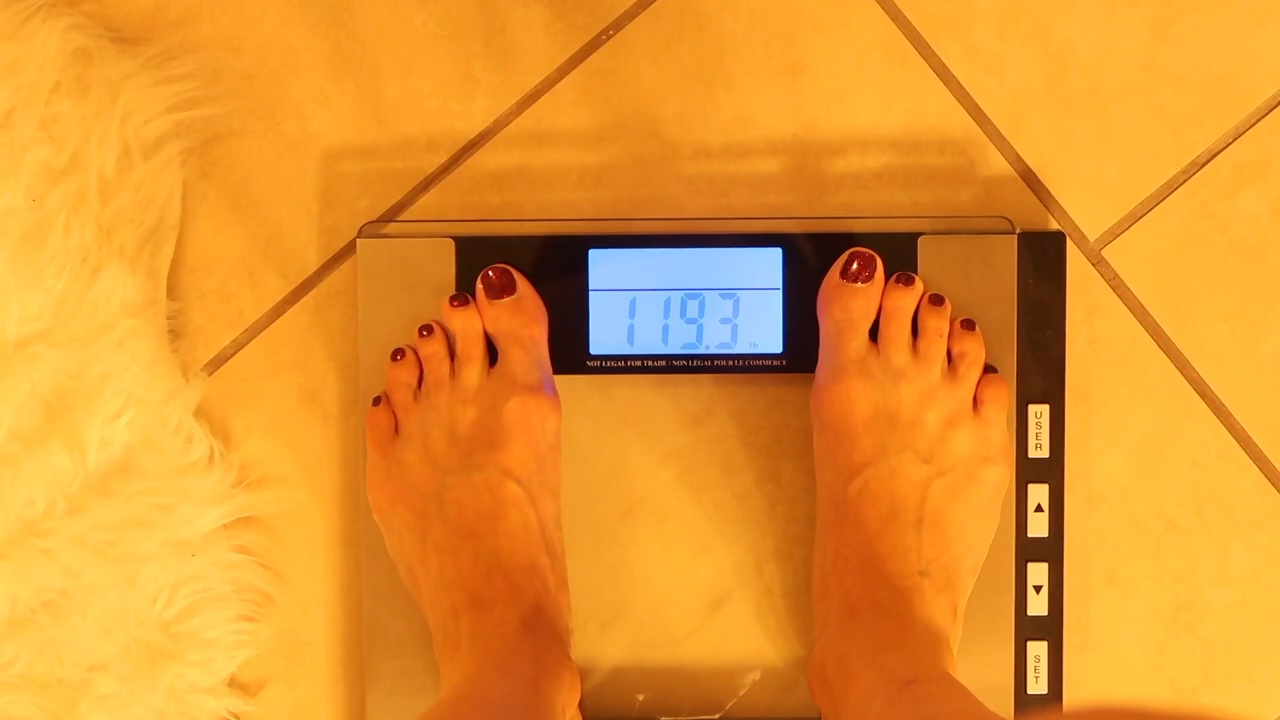 119.3 lb
NOT LEGAL FOR TRADE / NON LÉGAL POUR LE COMMERCE
USER
▲
▼
SET